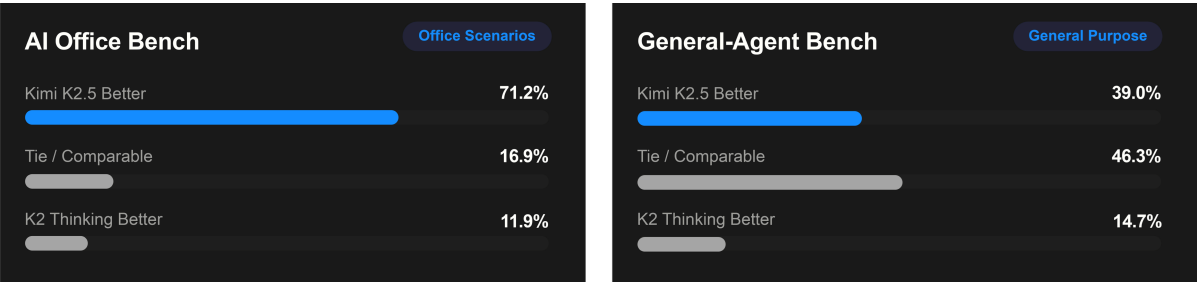 AI Office Bench
Office Scenarios
Kimi K2.5 Better
71.2%
Tie / Comparable
16.9%
K2 Thinking Better
11.9%
General-Agent Bench
General Purpose
Kimi K2.5 Better
39.0%
Tie / Comparable
46.3%
K2 Thinking Better
14.7%